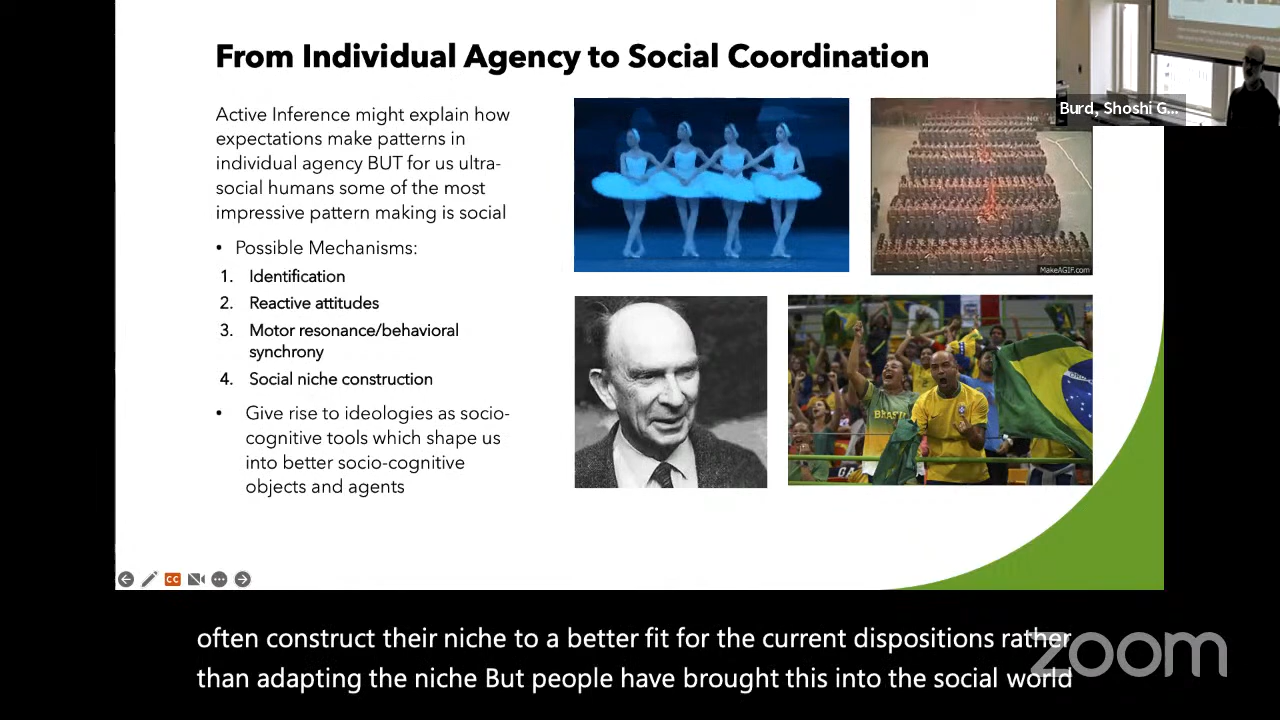 From Individual Agency to Social Coordination
Burd, Shoshi G...
Active Inference might explain how
expectations make patterns in
individual agency BUT for us ultra-
social humans some of the most
impressive pattern making is social
• Possible Mechanisms:
1. Identification
2. Reactive attitudes
3. Motor resonance/behavioral
synchrony
4. Social niche construction
• Give rise to ideologies as socio-
cognitive tools which shape us
into better socio-cognitive
objects and agents
MakeAGIF.com
BRASIL
CC
often construct their niche to a better fit for the current dispositions rather
than adapting the niche But people have brought this into the social world
zoom